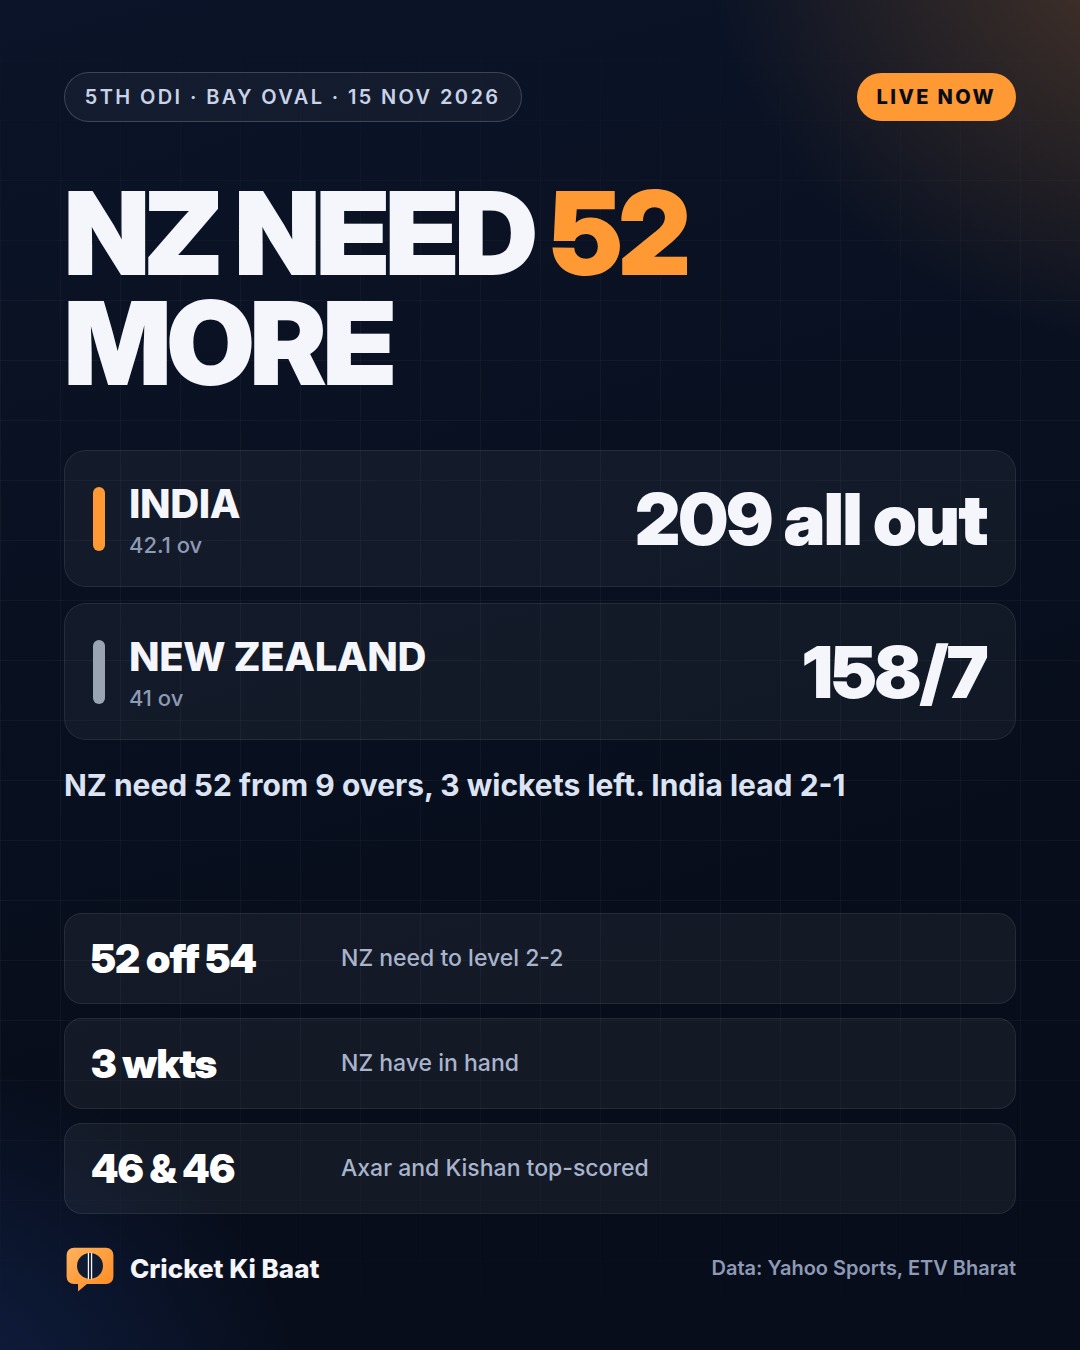 5TH ODI · BAY OVAL · 15 NOV 2026
LIVE NOW
NZ NEED 52
MORE
INDIA
42.1 ov
209 all out
NEW ZEALAND
41 ov
158/7
NZ need 52 from 9 overs, 3 wickets left. India lead 2-1
52 off 54
NZ need to level 2-2
3 wkts
NZ have in hand
46 & 46
Axar and Kishan top-scored
Cricket Ki Baat
Data: Yahoo Sports, ETV Bharat